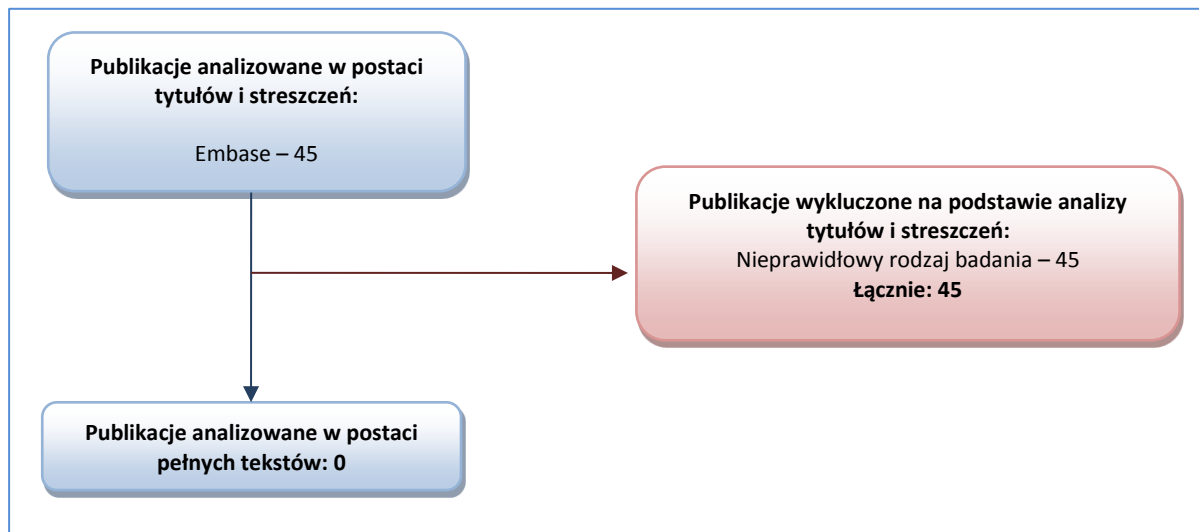 Publikacje analizowane w postaci
tytułów i streszczeń:
Embase – 45
Publikacje wykluczone na podstawie analizy
tytułów i streszczeń:
Nieprawidłowy rodzaj badania – 45
Łącznie: 45
Publikacje analizowane w postaci
pełnych tekstów: 0